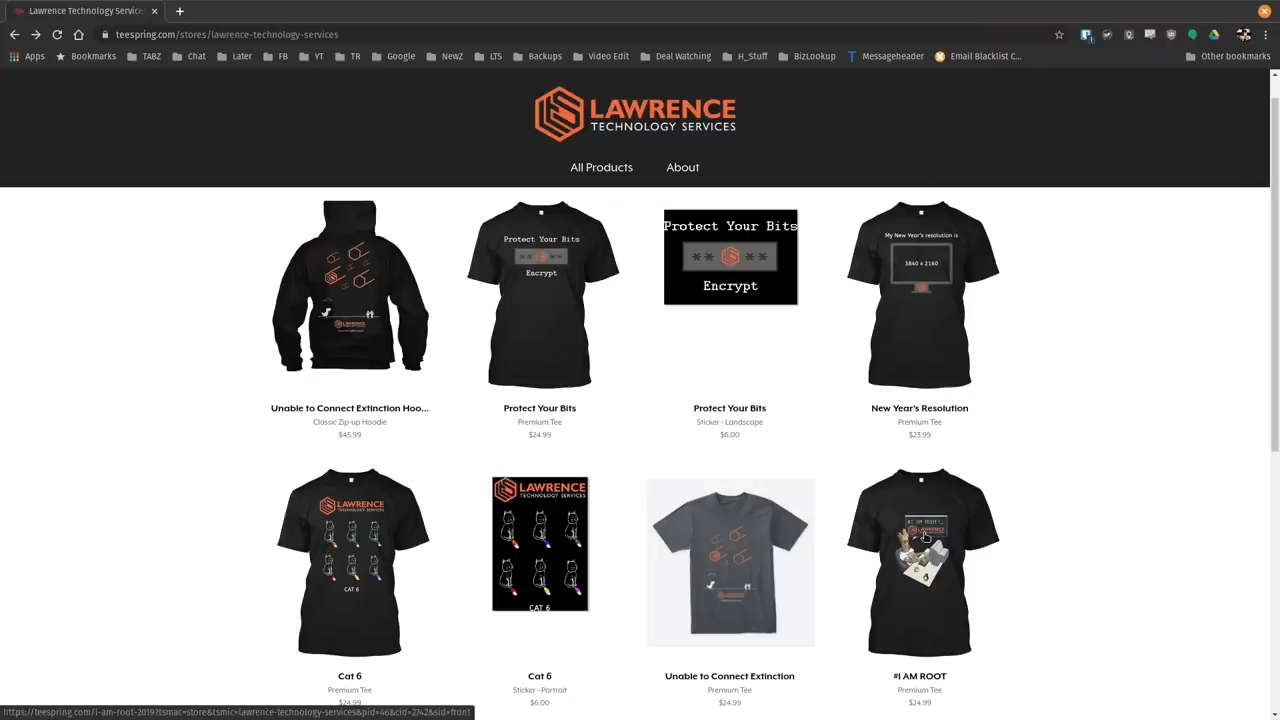 Lawrence Technology Service
teespring.com/stores/lawrence-technology-services
Apps
Bookmarks
TABZ
Chat
Later
FB
YT
TR
Google
NewZ
LTS
Backups
Video Edit
Deal Watching
H_Stuff
BizLookup
Messageheader
Email Blacklist C...
Other bookmarks
LAWRENCE
TECHNOLOGY SERVICES
All Products
About
Protect Your Bits
Encrypt
Protect Your Bits
** **
Encrypt
My New Year's resolution is
3840 x 2160
Unable to Connect Extinction Hoo...
Classic Zip-up Hoodie
$45.99
Protect Your Bits
Premium Tee
$24.99
Protect Your Bits
Sticker - Landscape
$6.00
New Year's Resolution
Premium Tee
$23.99
LAWRENCE
TECHNOLOGY SERVICES
CAT 6
LAWRENCE
TECHNOLOGY SERVICES
CAT 6
LAWRENCE
#I AM ROOT!
LAWRENCE
Cat 6
Premium Tee
$24.99
Cat 6
Sticker - Portrait
$6.00
Unable to Connect Extinction
Premium Tee
$24.99
#I AM ROOT
Premium Tee
$24.99
https://teespring.com/i-am-root-2019?tsmac=store&tsmic=lawrence-technology-services&pid=46&cid=2742&sid=front